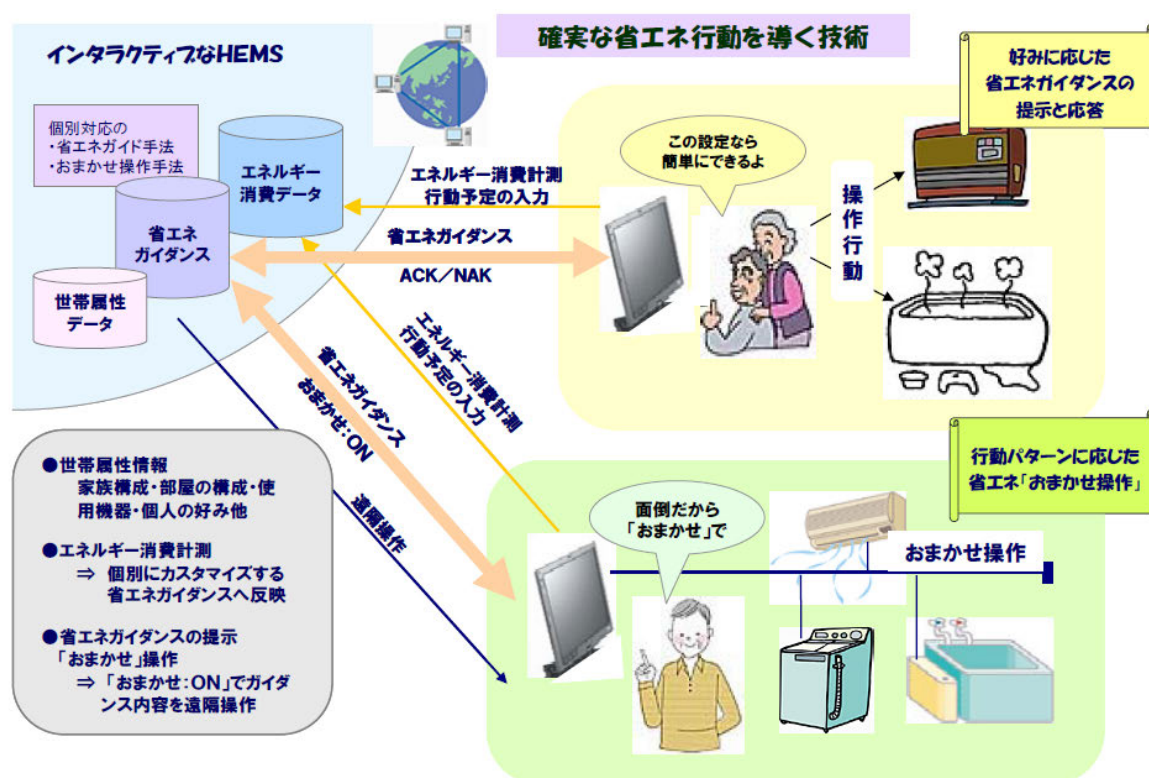 確実な省エネ行動を導く技術
インタラクティブなHEMS
個別対応の
・省エネガイド手法
・おまかせ操作手法
エネルギー
消費データ
省エネ
ガイダンス
世帯属性
データ
エネルギー消費計測
行動予定の入力
省エネガイダンス
ACK／NAK
この設定なら
簡単にできるよ
操作行動
好みに応じた
省エネガイダンスの
提示と応答
エネルギー消費計測
行動予定の入力
省エネガイダンス
おまかせ：ON
遠隔操作
行動パターンに応じた
省エネ「おまかせ操作」
面倒だから
「おまかせ」で
おまかせ操作
●世帯属性情報
家族構成・部屋の構成・使
用機器・個人の好み他
●エネルギー消費計測
⇒ 個別にカスタマイズする
省エネガイダンスへ反映
●省エネガイダンスの提示
「おまかせ」操作
⇒ 「おまかせ：ON」でガイダ
ンス内容を遠隔操作